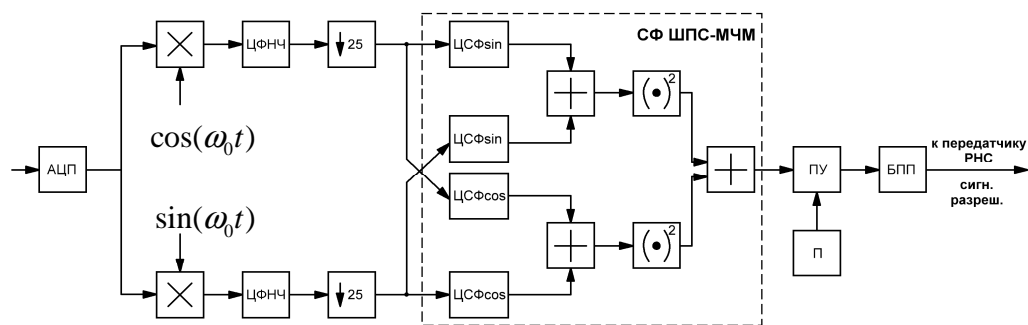 СФ ШПС-МЧМ
ЦФНЧ
25
ЦСФsin
( • )²
cos(ω₀t)
АЦП
ЦСФsin
ЦСФcos
ПУ
БПП
к передатчику
РНС
сигн.
разреш.
sin(ω₀t)
П
( • )²
ЦФНЧ
25
ЦСФcos